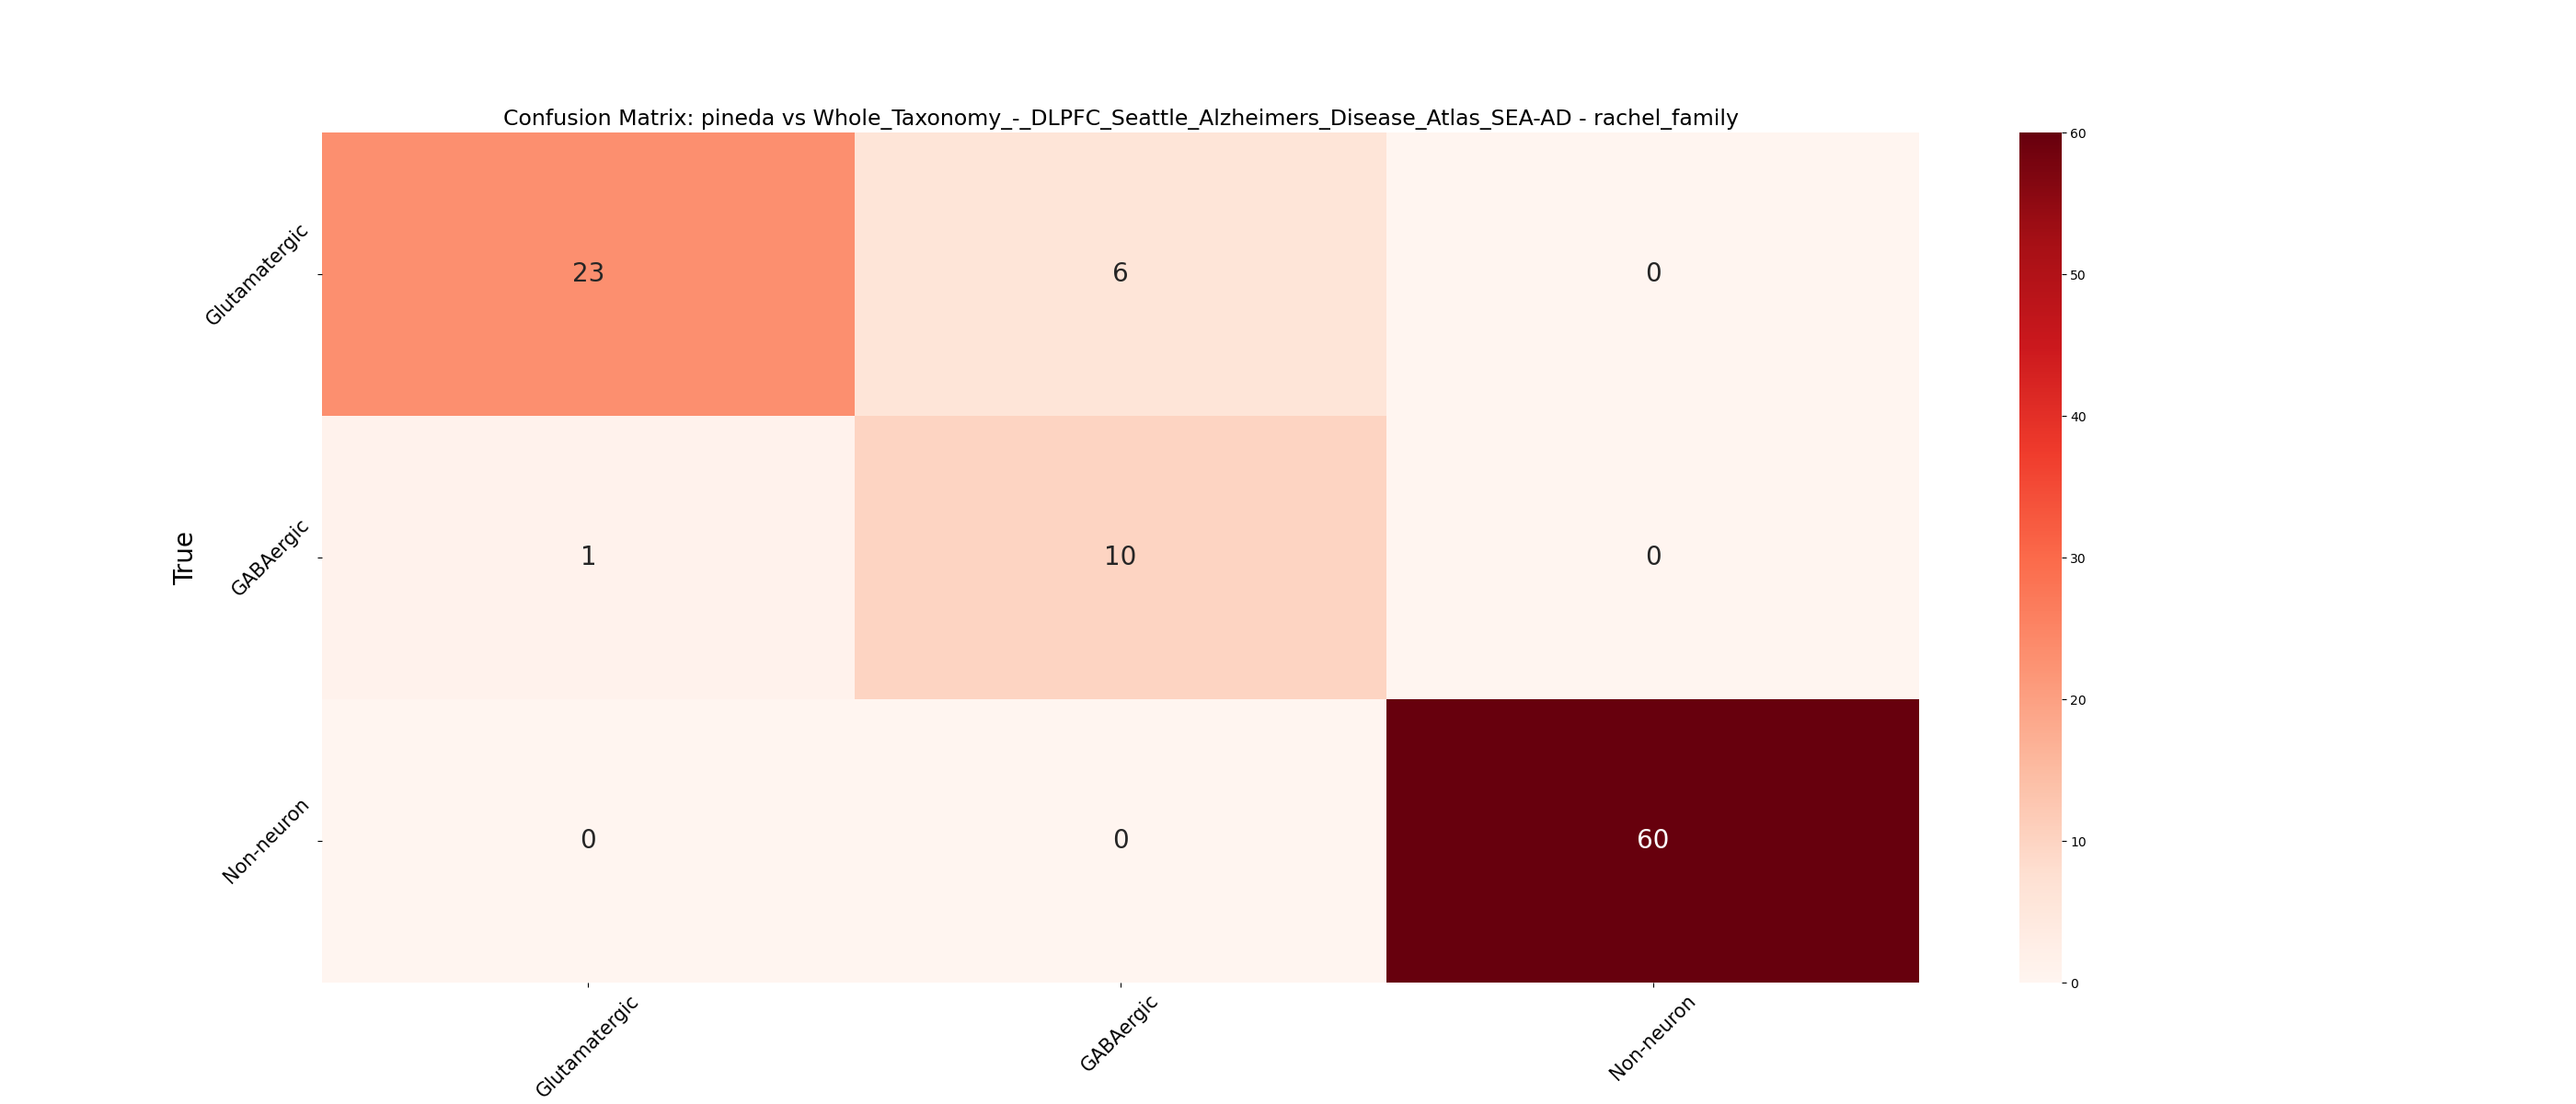 Confusion Matrix: pineda vs Whole_Taxonomy_-_DLPFC_Seattle_Alzheimers_Disease_Atlas_SEA-AD - rachel_family
True
Glutamatergic
23
6
0
GABAergic
1
10
0
Non-neuron
0
0
60
Glutamatergic
GABAergic
Non-neuron
60
50
40
30
20
10
0